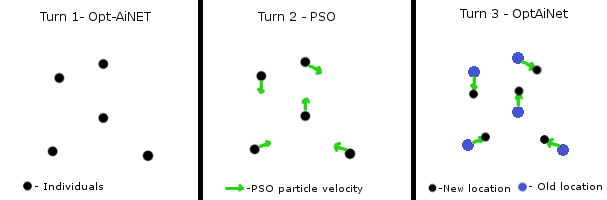 Turn 1- Opt-AiNET
- Individuals
Turn 2 - PSO
-PSO particle velocity
Turn 3 - OptAiNet
-New location
- Old location